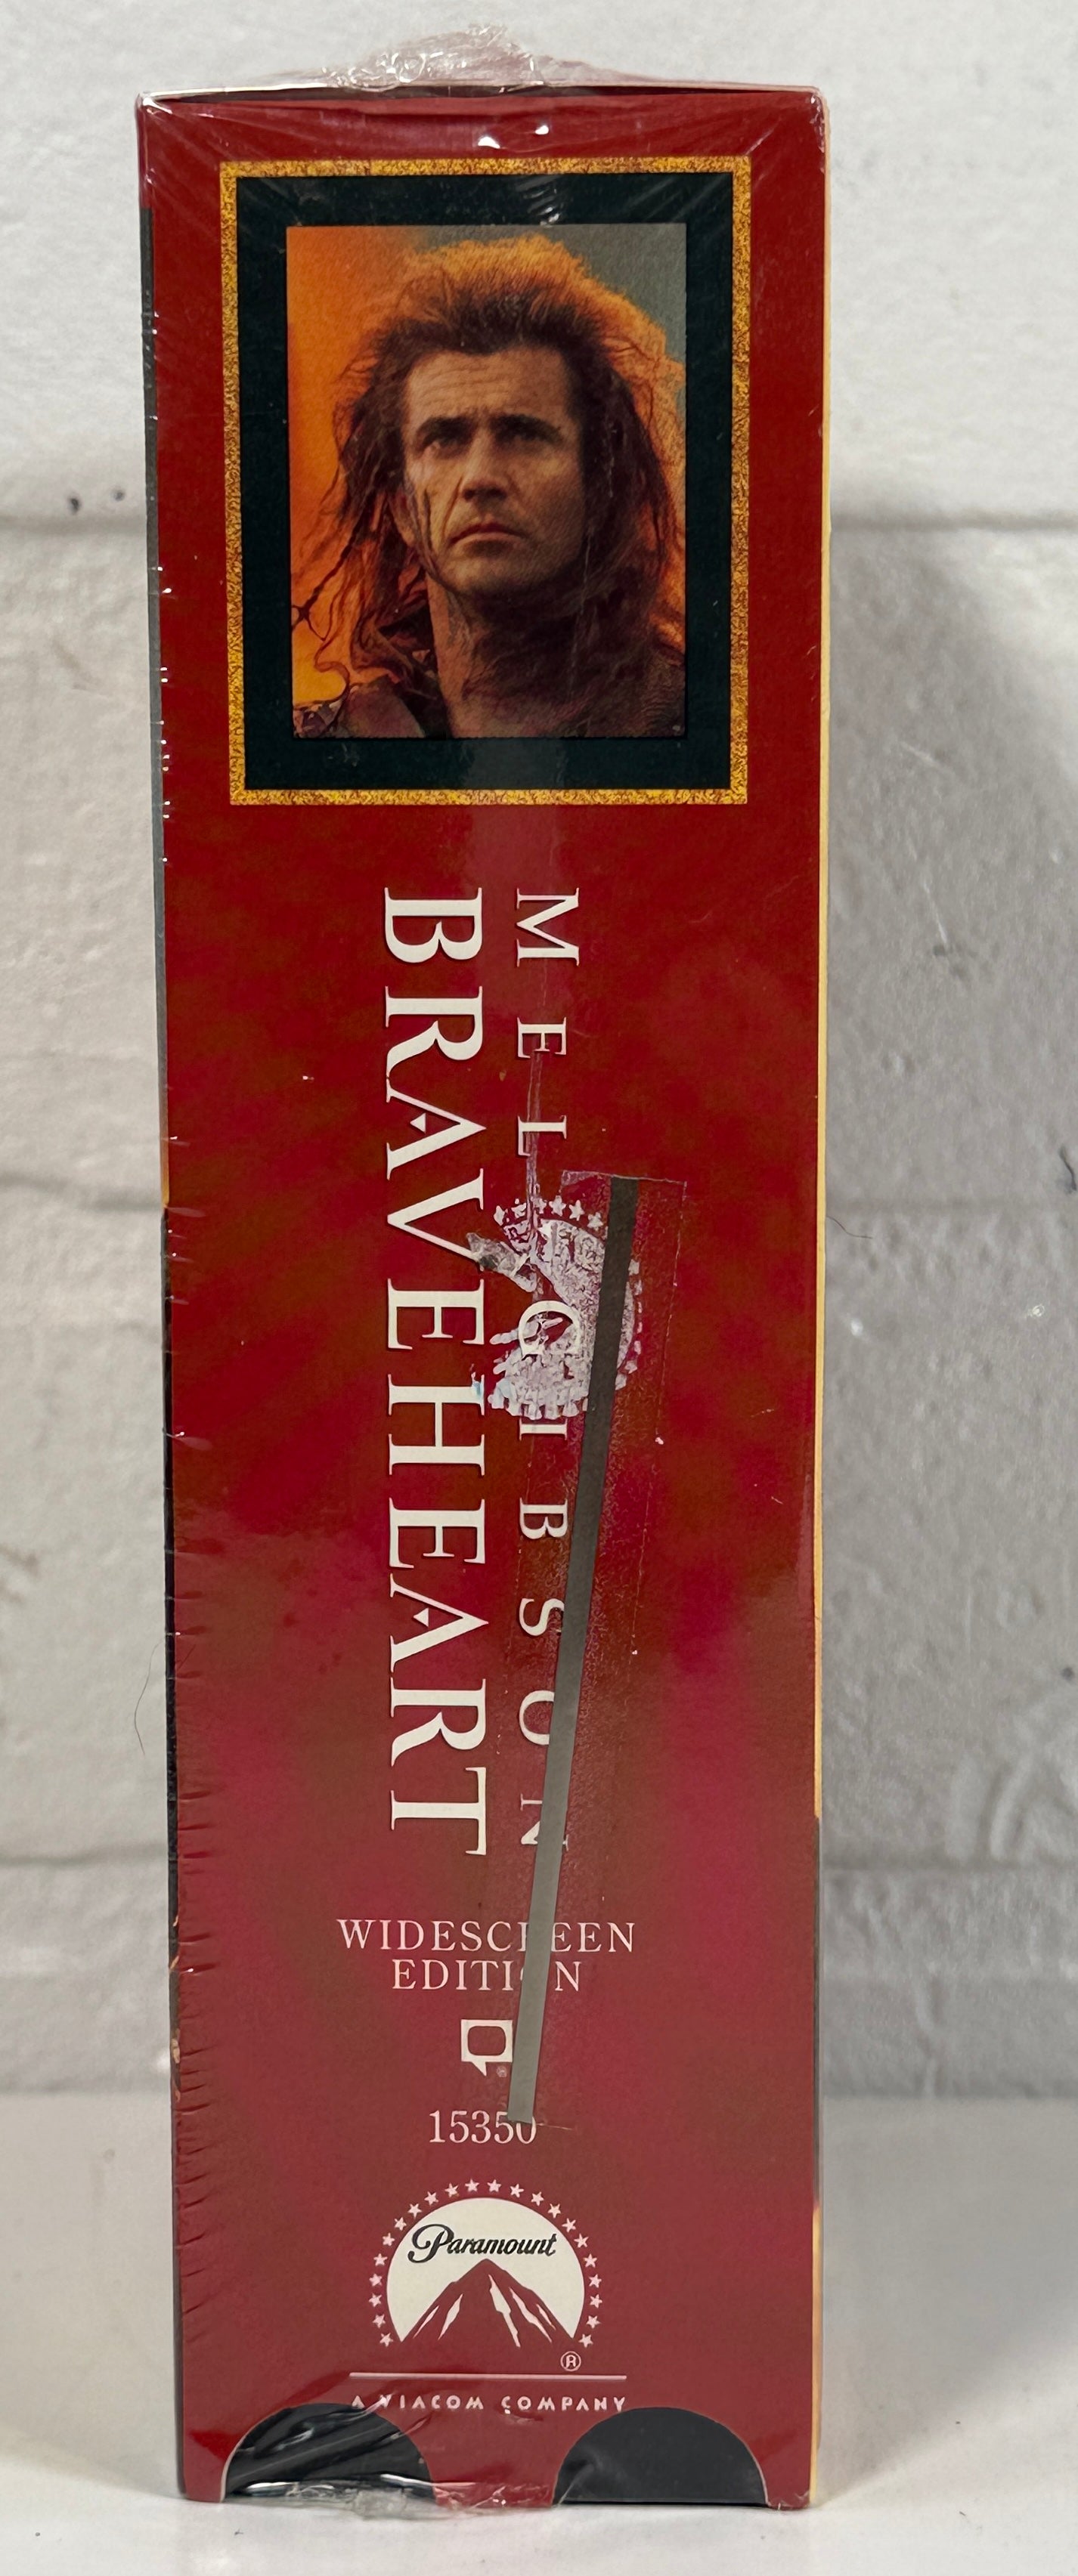 MEL GIBSON
BRAVEHEART
WIDESCREEN
EDITION
15350
Paramount
®
A VIACOM COMPANY